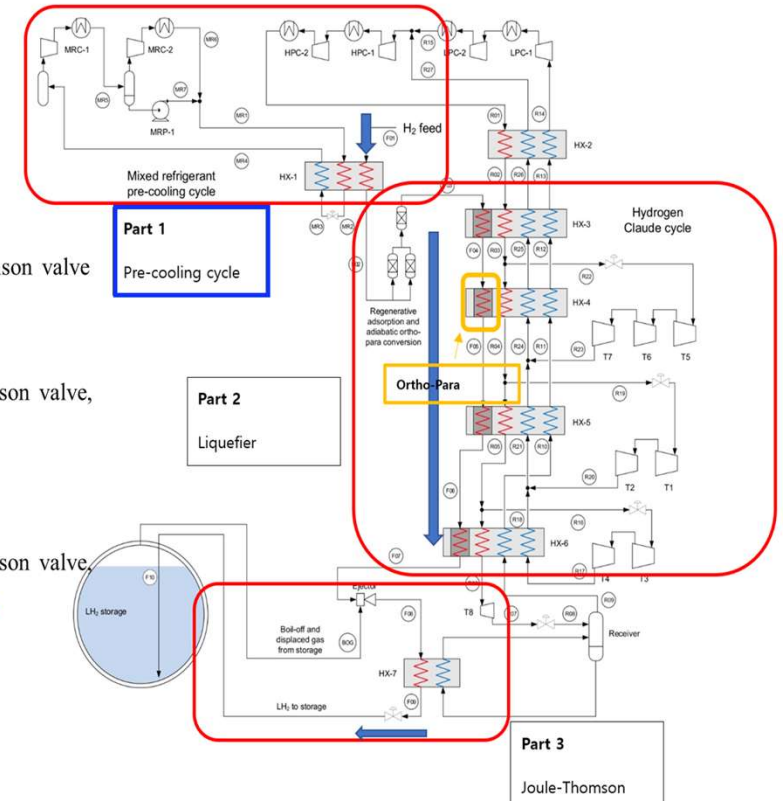 MRC-1
MRC-2
MR6
HPC-2
HPC-1
R15
LPC-2
LPC-1
R27
MR5
MR7
MRP-1
MR1
R01
R14
H₂ feed
F01
HX-2
MR4
Mixed refrigerant
pre-cooling cycle
HX-1
R02
R26
R13
MR3
MR2
HX-3
Hydrogen
Claude cycle
Part 1
Pre-cooling cycle
son valve
F04
R03
R25
R12
R22
Regenerative
adsorption and
adiabatic ortho-
para conversion
HX-4
F05
R04
R24
R11
R23
T7
T6
T5
Ortho-Para
son valve,
Part 2
Liquefier
R19
HX-5
F06
R05
R21
R10
R20
T2
T1
R18
R16
son valve,
F07
HX-6
R17
T4
T3
F10
LH₂ storage
Ejector
T8
R07
R08
R09
Boil-off and
displaced gas
from storage
BOG
F08
Receiver
HX-7
LH₂ to storage
F09
Part 3
Joule-Thomson